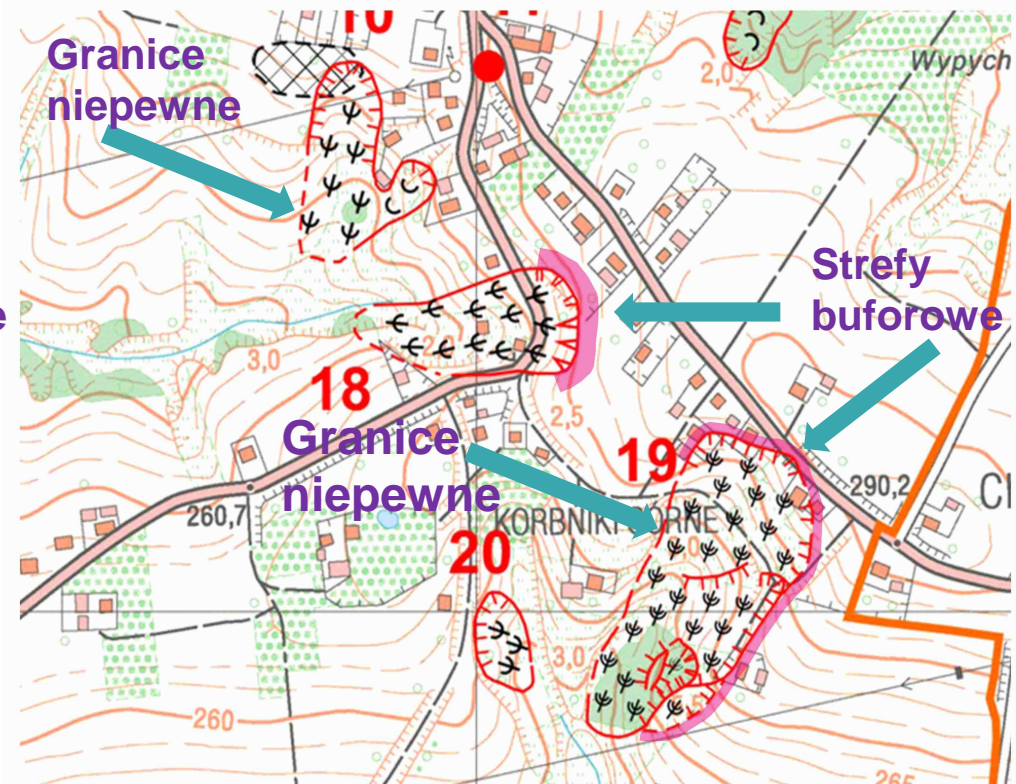 Granice
niepewne
2,0
Wypych
Strefy
buforowe
3,0
18
2,5
Granice
niepewne
19
290,2
260,7
KORBNIKI GÓRNE
20
3,0
260